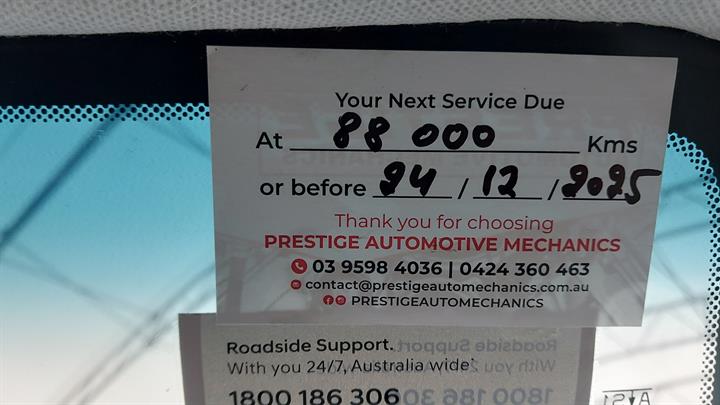 Your Next Service Due
At 88 000 Kms
or before 24 / 12 / 2025
Thank you for choosing
PRESTIGE AUTOMOTIVE MECHANICS
03 9598 4036 | 0424 360 463
contact@prestigeautomechanics.com.au
PRESTIGEAUTOMECHANICS
Roadside Support.
With you 24/7, Australia wide*
1800 186 306